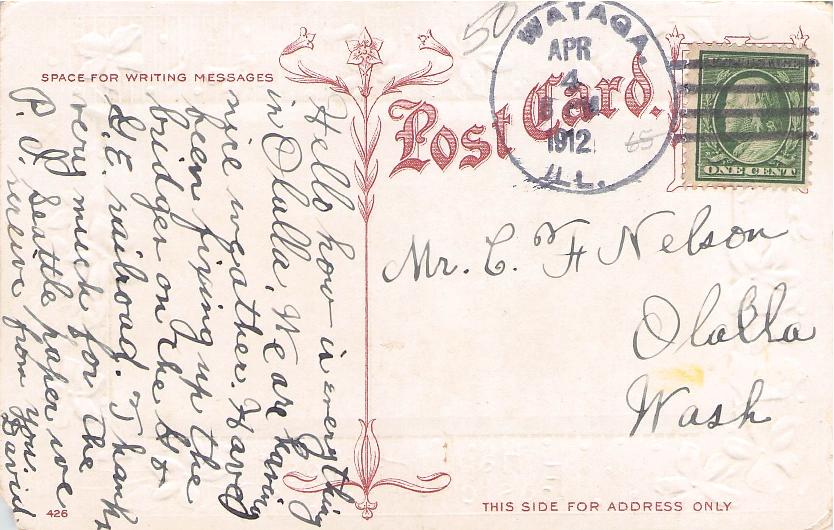 50
WATAGA.
APR
4
1912
ILL.
65
SPACE FOR WRITING MESSAGES
Post Card.
ONE CENT
Hello how is everything
in Olalla. We are having
nice weather. Have
been fixing up the
bridges on the G &
G.E. railroad. Thanks
very much for the
P. I. Seattle paper we
receive from you.
David
Mr. C. F Nelson
Olalla
Wash
426
THIS SIDE FOR ADDRESS ONLY